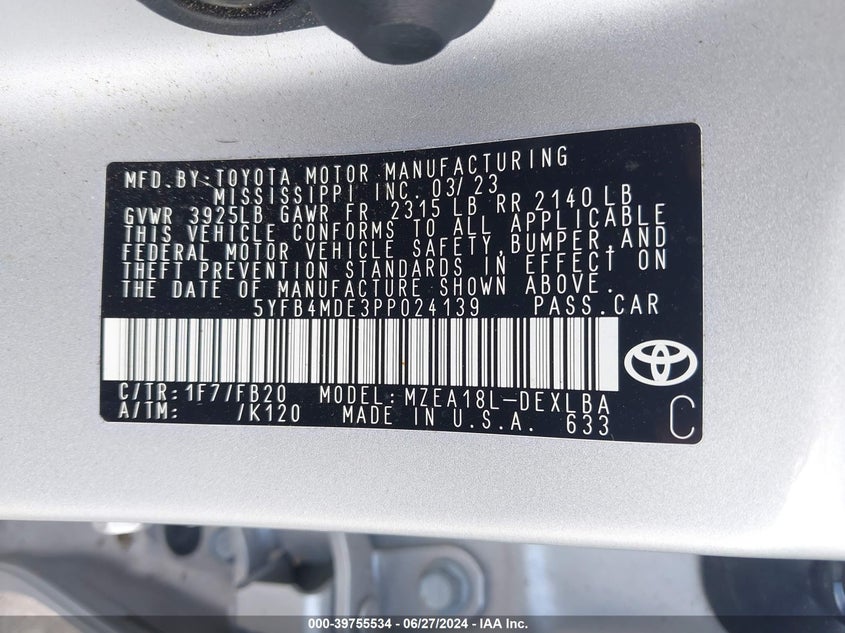 MFD.BY:TOYOTA MOTOR MANUFACTURING
MISSISSIPPI INC. 03/23
GVWR 3925LB GAWR FR 2315 LB RR 2140 LB
THIS VEHICLE CONFORMS TO ALL APPLICABLE
FEDERAL MOTOR VEHICLE SAFETY,BUMPER,AND
THEFT PREVENTION STANDARDS IN EFFECT ON
THE DATE OF MANUFACTURE SHOWN ABOVE.
5YFB4MDE3PP024139 PASS.CAR
C/TR:1F7/FB20 MODEL:MZEA18L-DEXLBA
A/TM: /K120 MADE IN U.S.A. 633
C
000-39755534 - 06/27/2024 - IAA Inc.